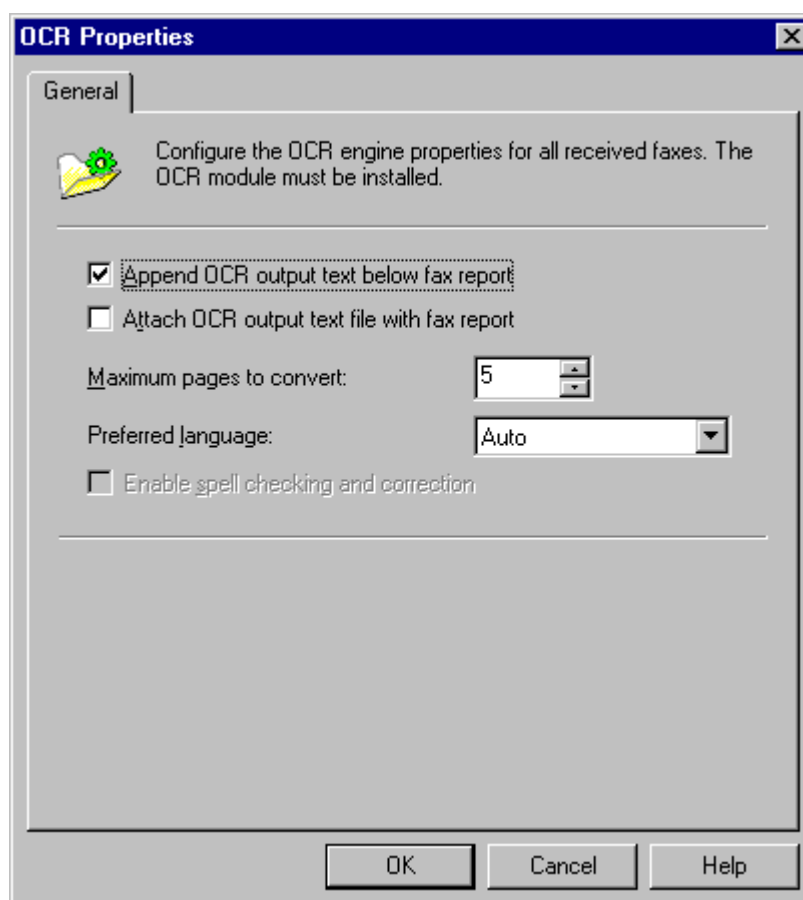 OCR Properties
General
Configure the OCR engine properties for all received faxes. The
OCR module must be installed.
Append OCR output text below fax report
Attach OCR output text file with fax report
Maximum pages to convert: 5
Preferred language: Auto
Enable spell checking and correction
OK Cancel Help